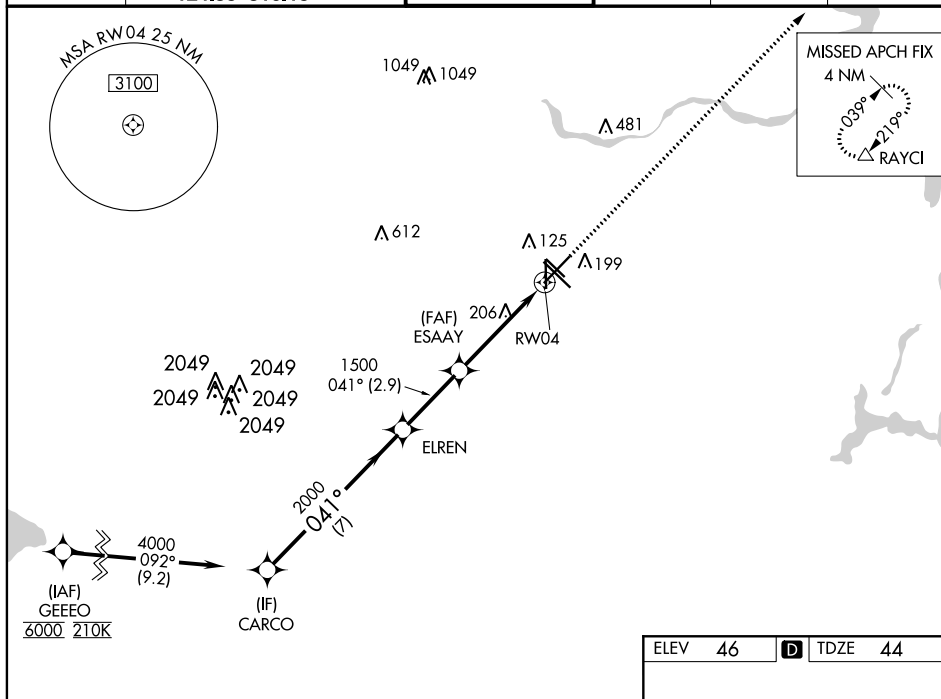 MSA RW04 25 NM
3100
1049
1049
481
MISSED APCH FIX
4 NM
039°
219°
RAYCI
612
125
199
206
RW04
(FAF)
ESAAY
1500
041° (2.9)
2049
2049
2049
2049
2049
ELREN
2000
041°
(7)
4000
092°
(9.2)
(IAF)
GEEEO
6000 210K
(IF)
CARCO
ELEV 46 D TDZE 44